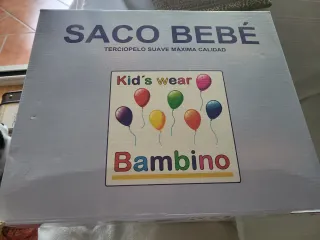 SACO BEBÉ
TERCIOPELO SUAVE MÁXIMA CALIDAD
Kid´s wear
Bambino